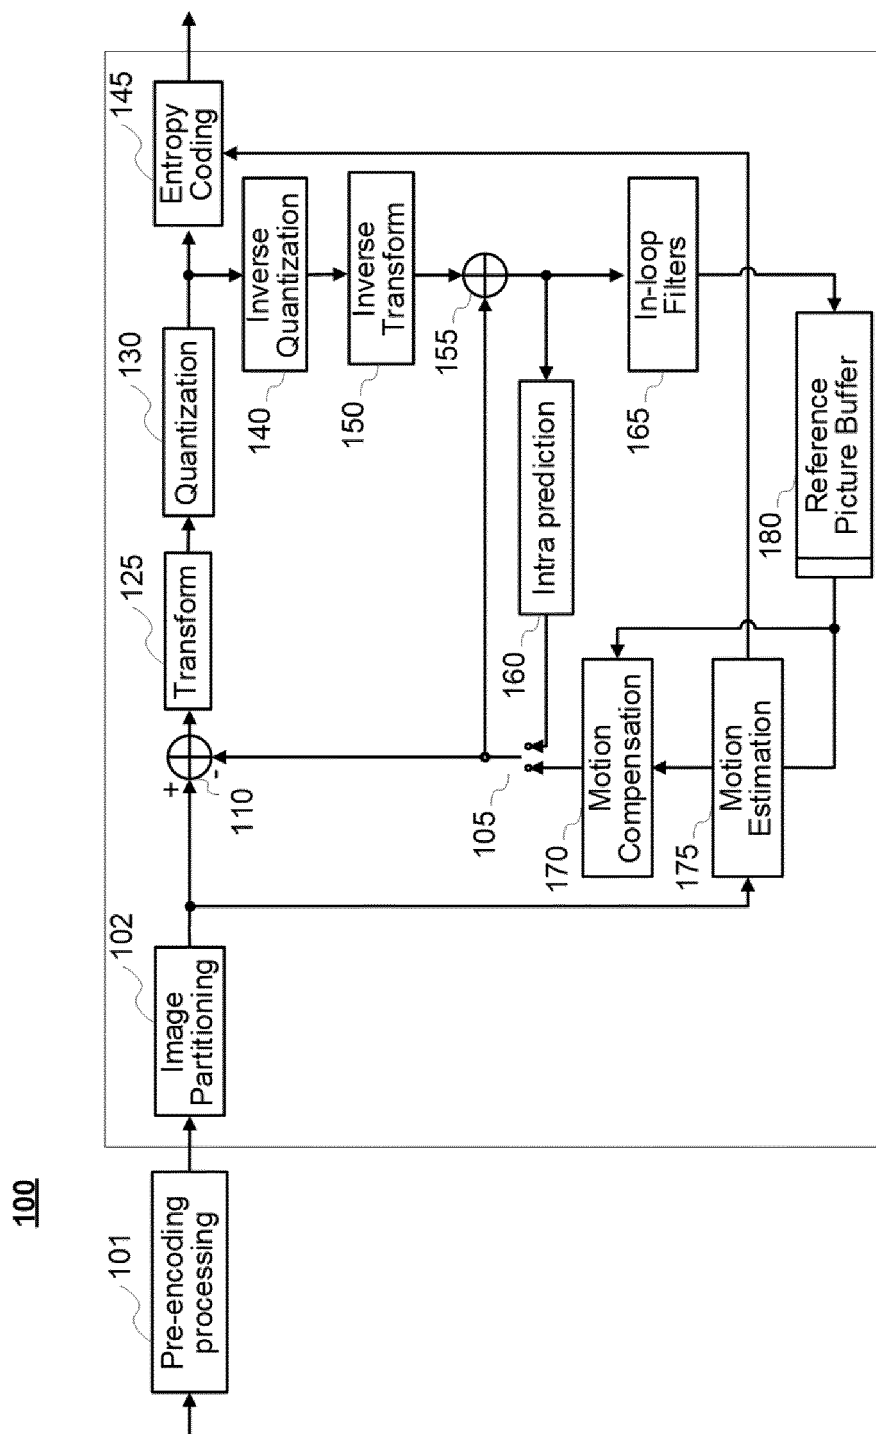 100
101
Pre-encoding
processing
102
Image
Partitioning
+
-
110
125
Transform
130
Quantization
145
Entropy
Coding
140
Inverse
Quantization
150
Inverse
Transform
155
105
160
Intra prediction
165
In-loop
Filters
170
Motion
Compensation
175
Motion
Estimation
180
Reference
Picture Buffer